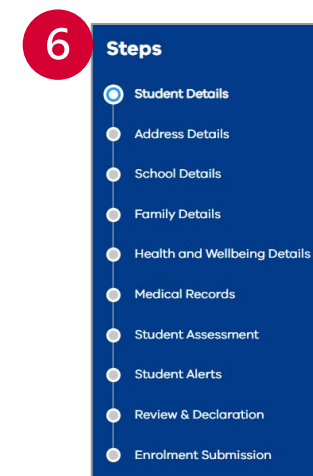 6
Steps
Student Details
Address Details
School Details
Family Details
Health and Wellbeing Details
Medical Records
Student Assessment
Student Alerts
Review & Declaration
Enrolment Submission